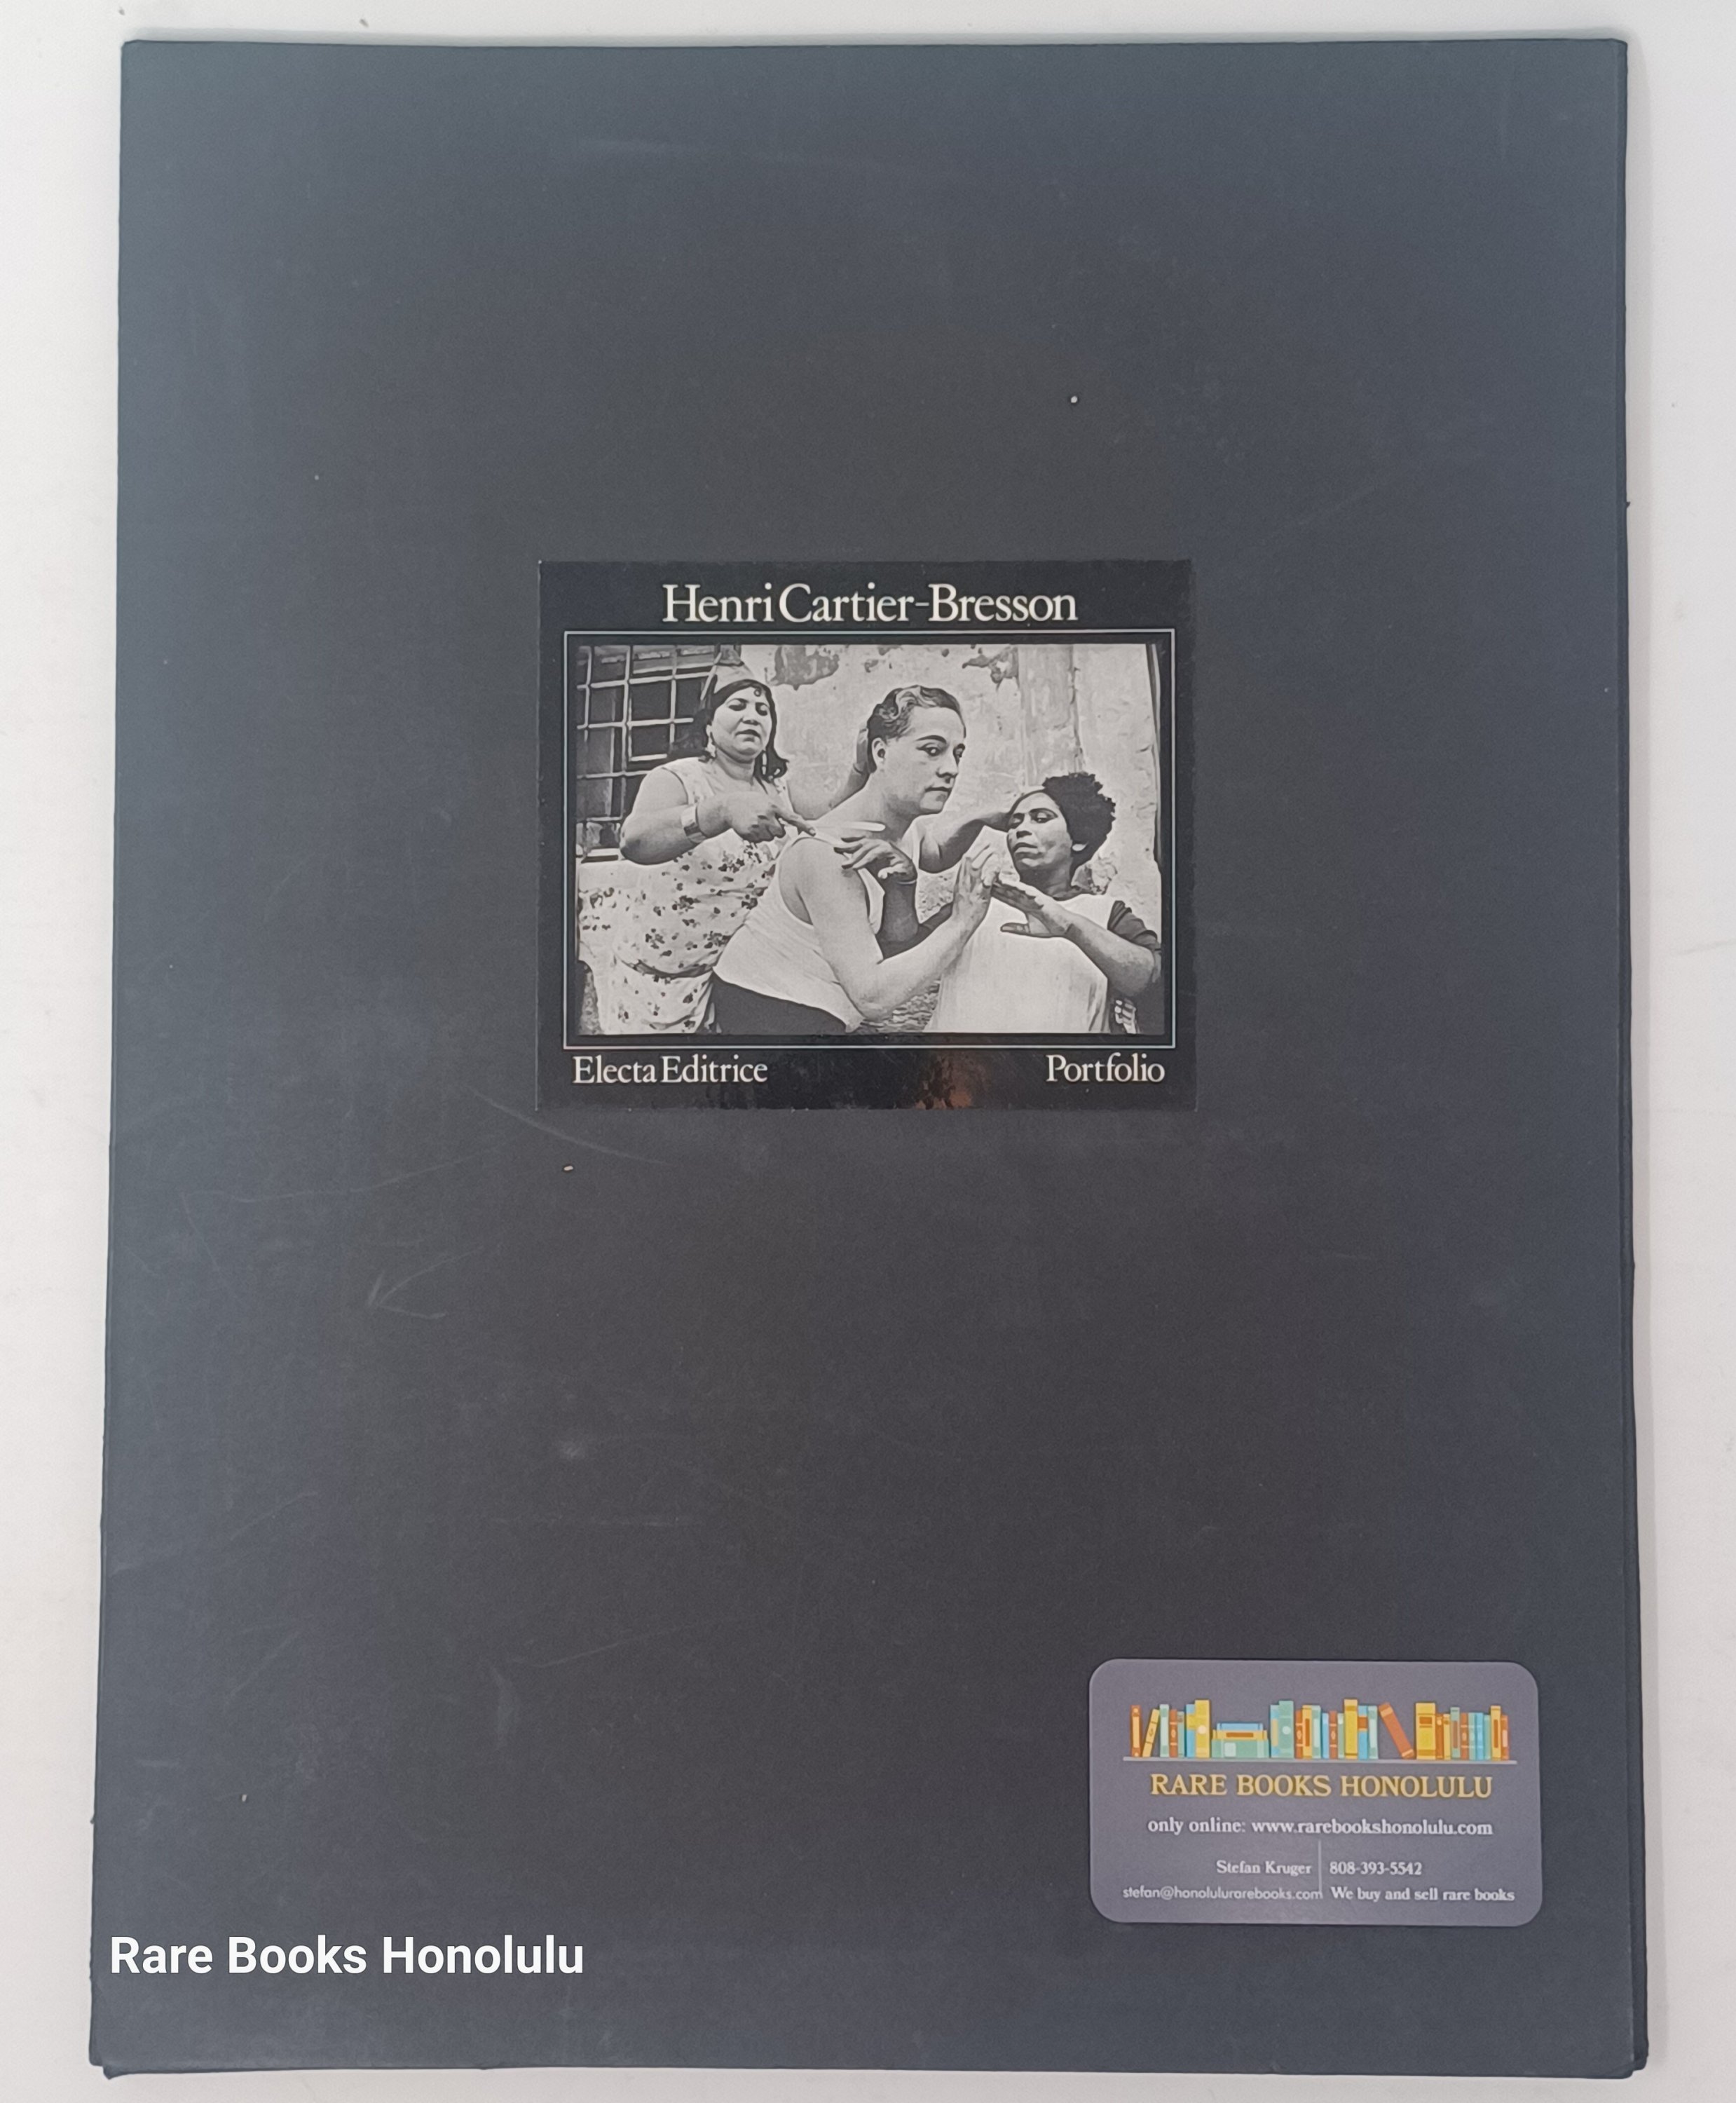 Henri Cartier-Bresson
Electa Editrice
Portfolio
RARE BOOKS HONOLULU
only online: www.rarebookshonolulu.com
Stefan Kruger
808-393-5542
stefan@honolulurarebooks.com
We buy and sell rare books
Rare Books Honolulu